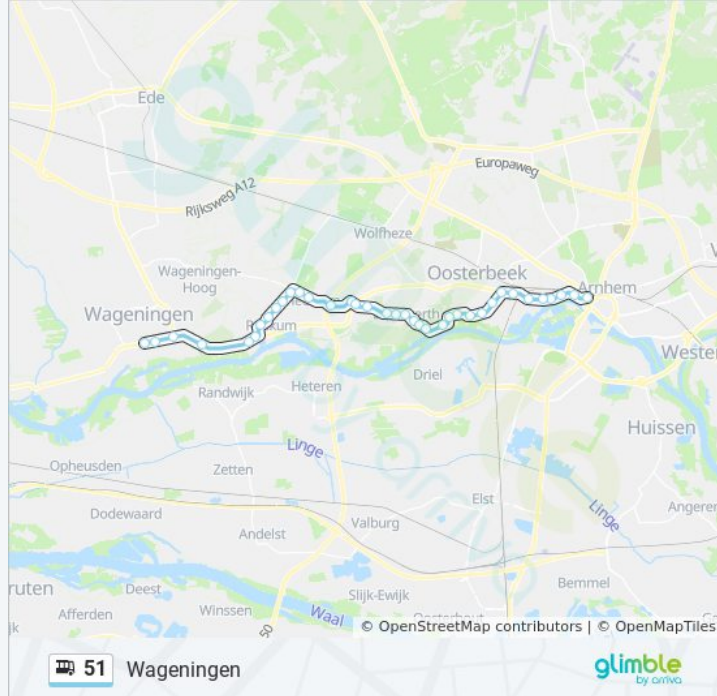 Ede
Europaweg
Rijksweg A12
Wolfheze
Wageningen-
Hoog
Oosterbeek
Arnhem
Wageningen
Wester
Driel
Heteren
Randwijk
Huissen
Linge
Opheusden
Zetten
Elst
Linge
Angeren
Dodewaard
Valburg
Andelst
Bemmel
ruten
Deest
Slijk-Ewijk
Afferden
Winssen
Waal
50
jk
© OpenStreetMap contributors | © OpenMapTiles
51 Wageningen
glimble
by arriva